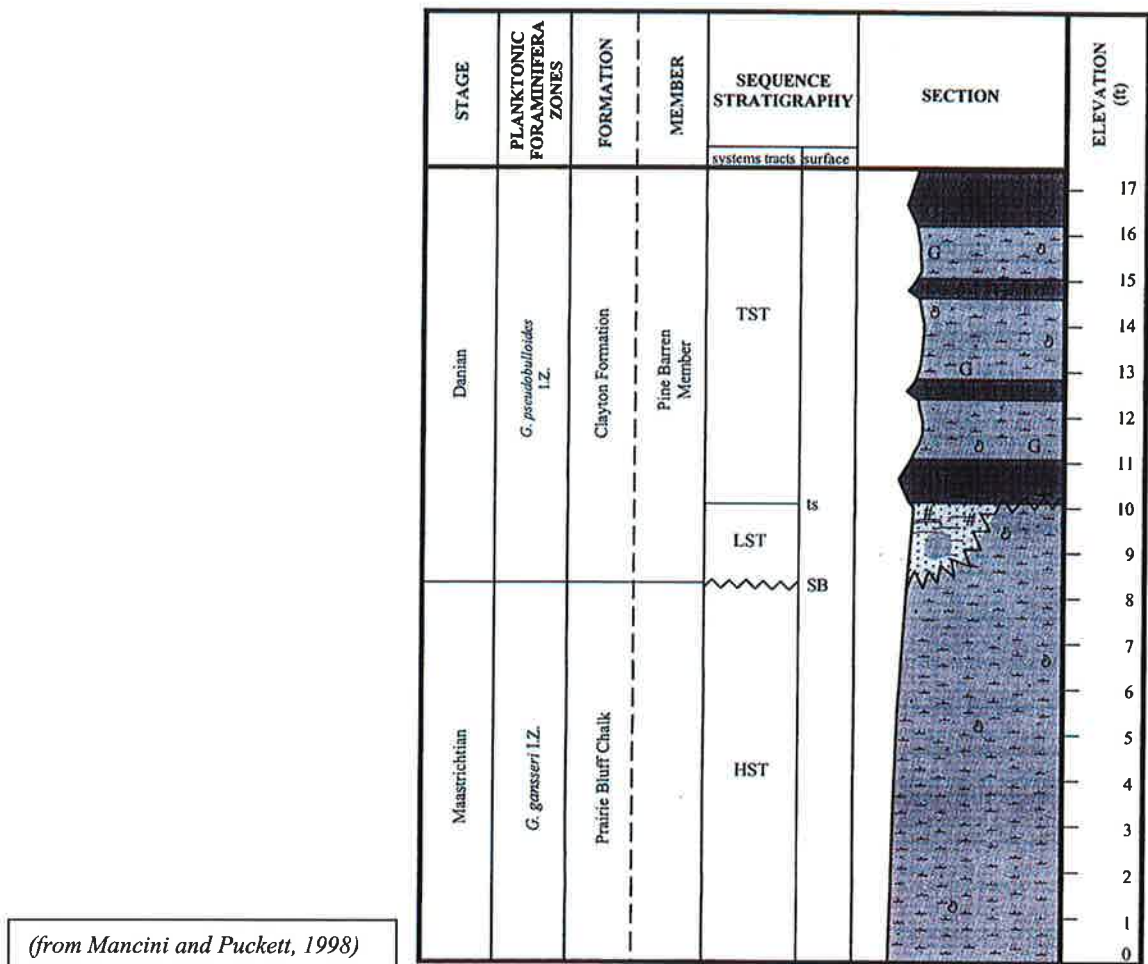 STAGE
PLANKTONIC
FORAMINIFERA
ZONES
FORMATION
MEMBER
SEQUENCE
STRATIGRAPHY
systems tracts
surface
SECTION
ELEVATION
(ft)
Danian
G. pseudobulloides
I.Z.
Clayton Formation
Pine Barren
Member
TST
ts
LST
SB
Maastrichtian
G. gansseri I.Z.
Prairie Bluff Chalk
HST
G
G
G
17
16
15
14
13
12
11
10
9
8
7
6
5
4
3
2
1
0
(from Mancini and Puckett, 1998)